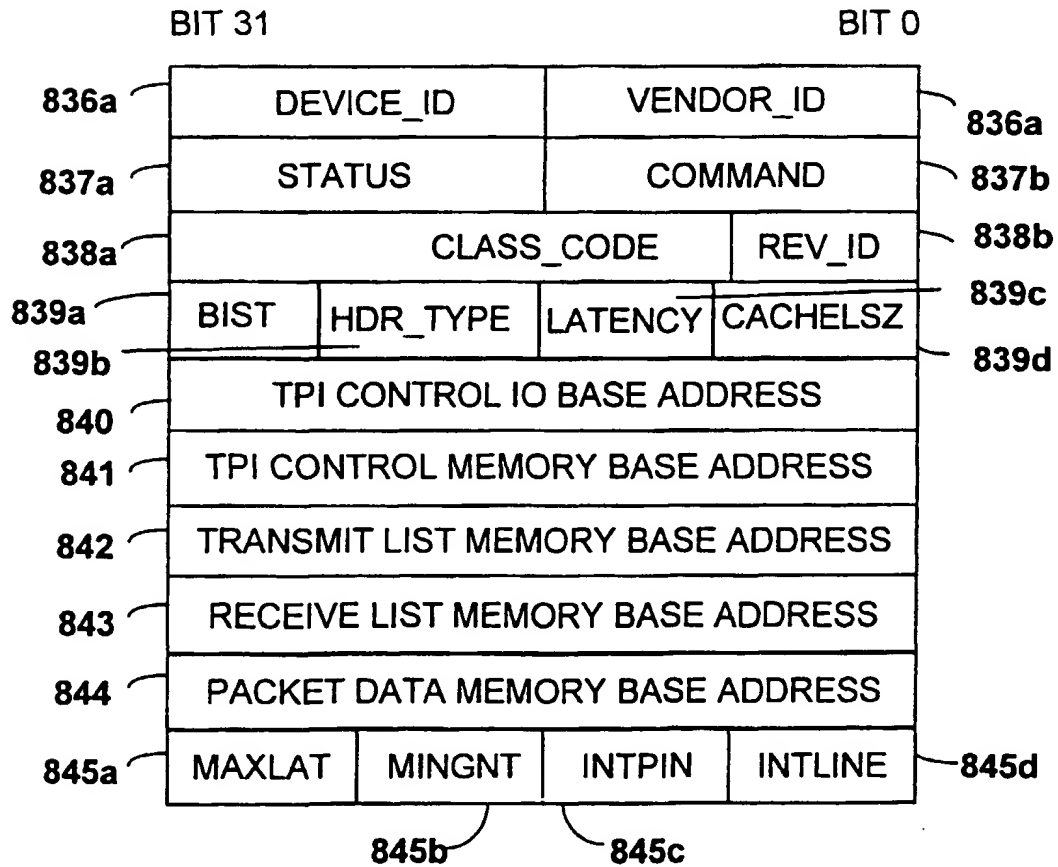 BIT 31 BIT 0
836a DEVICE_ID VENDOR_ID 836a
837a STATUS COMMAND 837b
838a CLASS_CODE REV_ID 838b
839a BIST HDR_TYPE LATENCY CACHELSZ 839c
839b 839d
840 TPI CONTROL IO BASE ADDRESS
841 TPI CONTROL MEMORY BASE ADDRESS
842 TRANSMIT LIST MEMORY BASE ADDRESS
843 RECEIVE LIST MEMORY BASE ADDRESS
844 PACKET DATA MEMORY BASE ADDRESS
845a MAXLAT MINGNT INTPIN INTLINE 845d
845b 845c